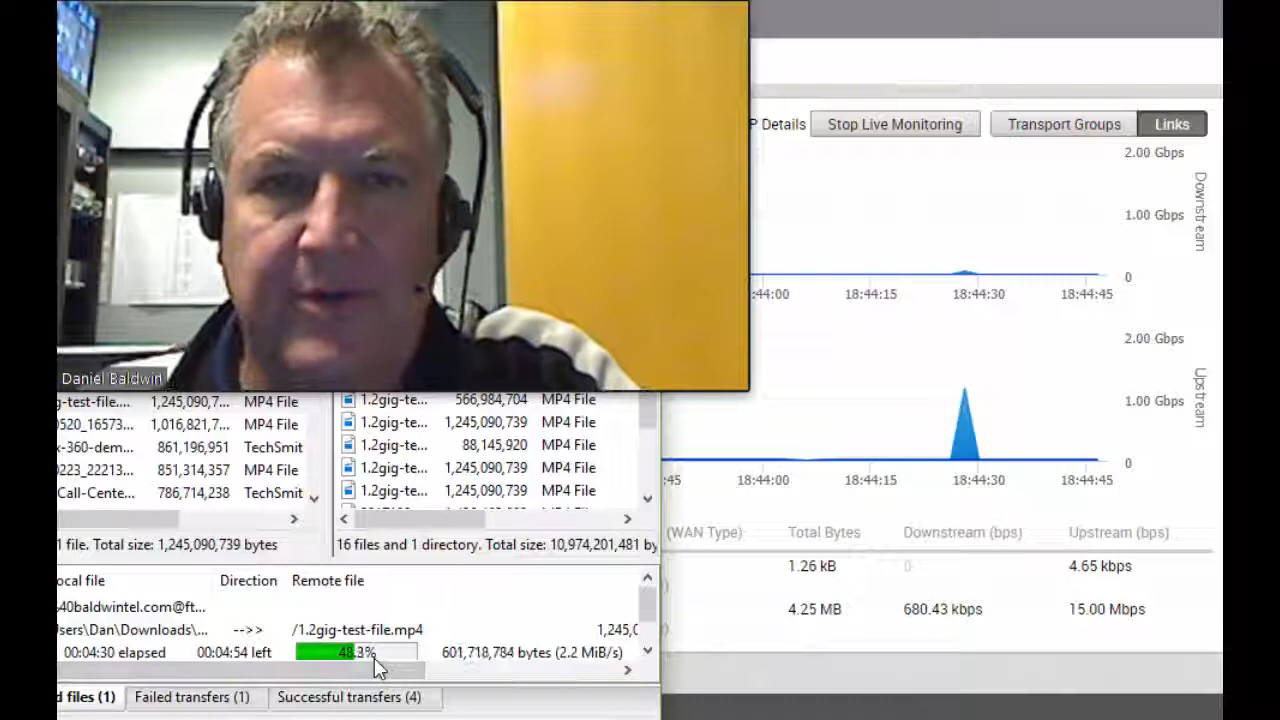 P Details Stop Live Monitoring Transport Groups Links
2.00 Gbps
Downstream
1.00 Gbps
0
:44:00 18:44:15 18:44:30 18:44:45
2.00 Gbps
Upstream
1.00 Gbps
0
:45 18:44:00 18:44:15 18:44:30 18:44:45
(WAN Type) Total Bytes Downstream (bps) Upstream (bps)
1.26 kB 0 4.65 kbps
4.25 MB 680.43 kbps 15.00 Mbps
Daniel Baldwin
g-test-file.... 1,245,090,7... MP4 File
0520_16573... 1,016,821,7... MP4 File
x-360-dem... 861,196,951 TechSmit
0223_22213... 851,314,357 MP4 File
Call-Cente... 786,714,238 TechSmit
1.2gig-te... 566,984,704 MP4 File
1.2gig-te... 1,245,090,739 MP4 File
1.2gig-te... 88,145,920 MP4 File
1.2gig-te... 1,245,090,739 MP4 File
1.2gig-te... 1,245,090,739 MP4 File
1 file. Total size: 1,245,090,739 bytes
16 files and 1 directory. Total size: 10,974,201,481 by
ocal file Direction Remote file
%40baldwintel.com@ft...
Users\Dan\Downloads\... -->> /1.2gig-test-file.mp4 1,245,0
00:04:30 elapsed 00:04:54 left 48.3% 601,718,784 bytes (2.2 MiB/s)
d files (1) Failed transfers (1) Successful transfers (4)